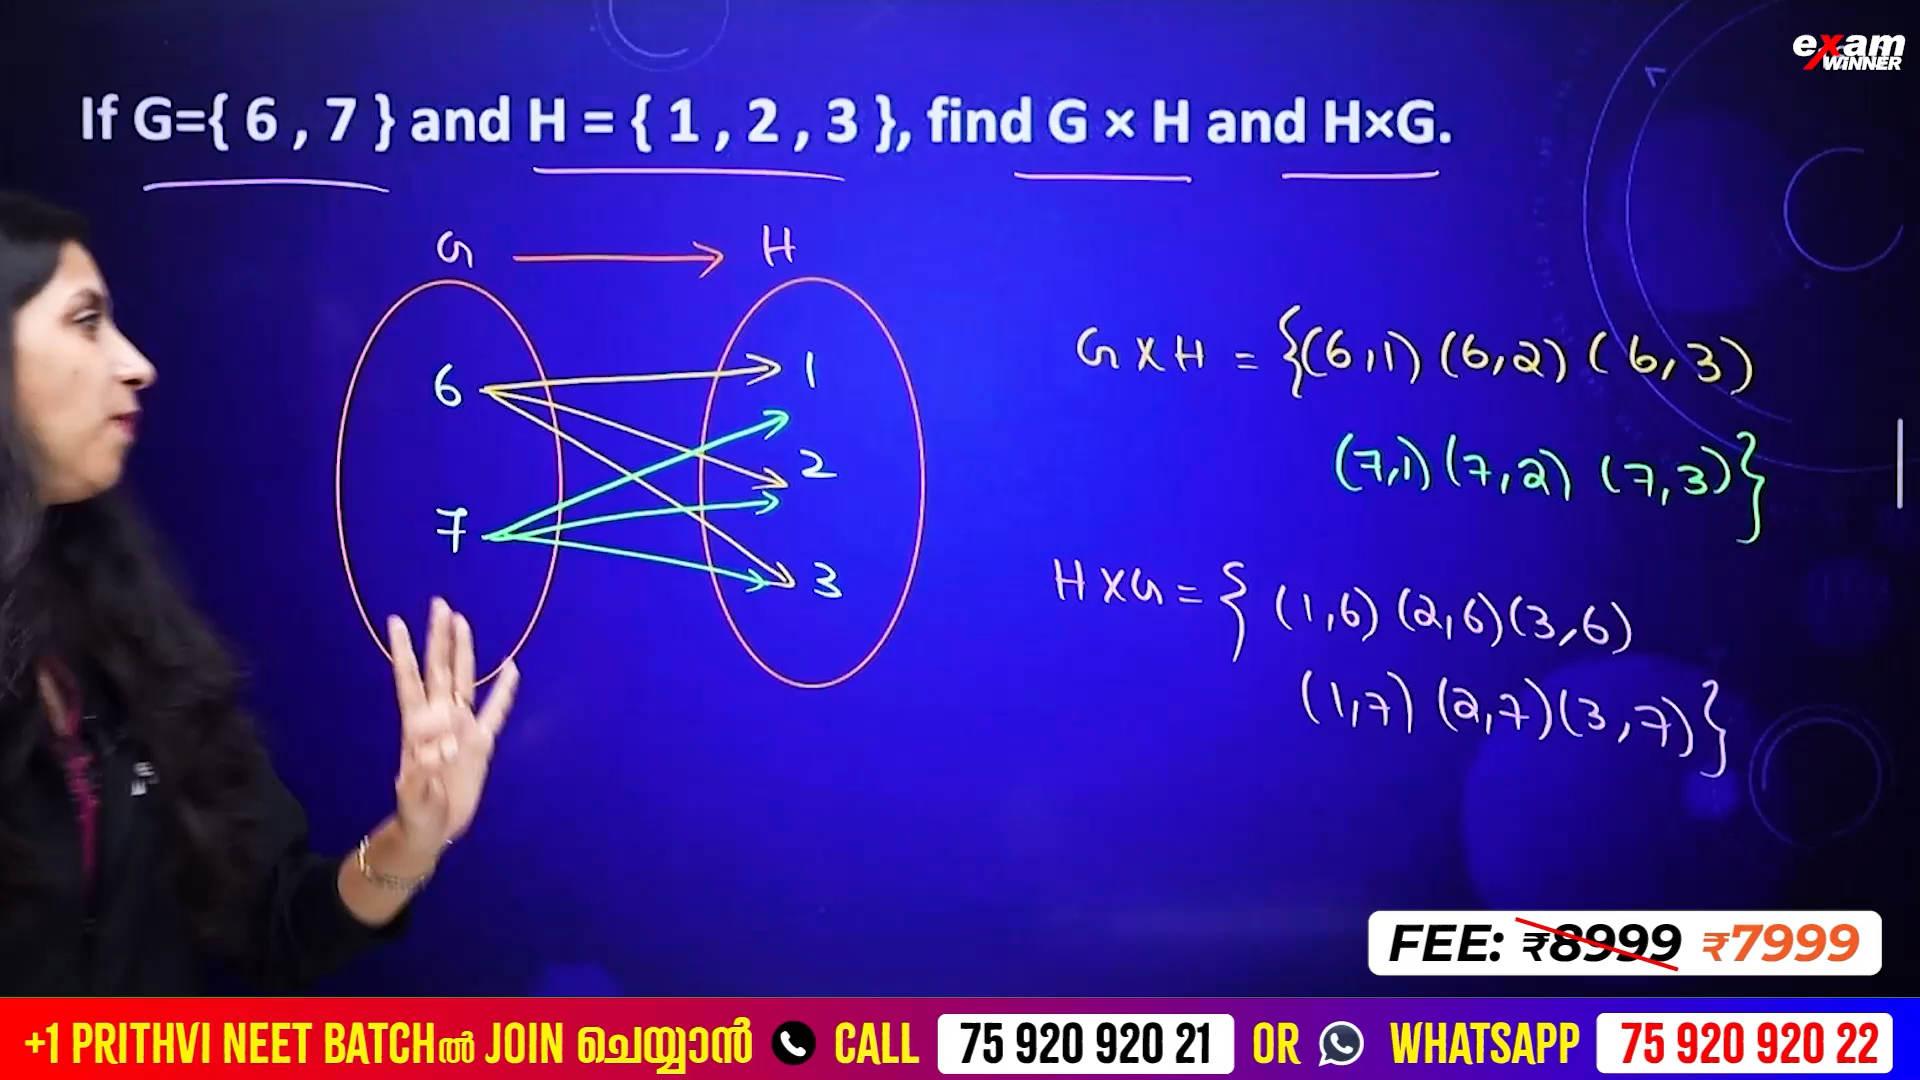 exam
WINNER
If G={ 6 , 7 } and H = { 1 , 2 , 3 }, find G × H and H×G.
G → H
6
7
1
2
3
G × H = {(6,1) (6,2) (6,3)
(7,1) (7,2) (7,3)}
H × G = { (1,6) (2,6) (3,6)
(1,7) (2,7) (3,7)}
FEE: ₹8999 ₹7999
+1 PRITHVI NEET BATCHൽ JOIN ചെയ്യാൻ CALL 75 920 920 21 OR WHATSAPP 75 920 920 22